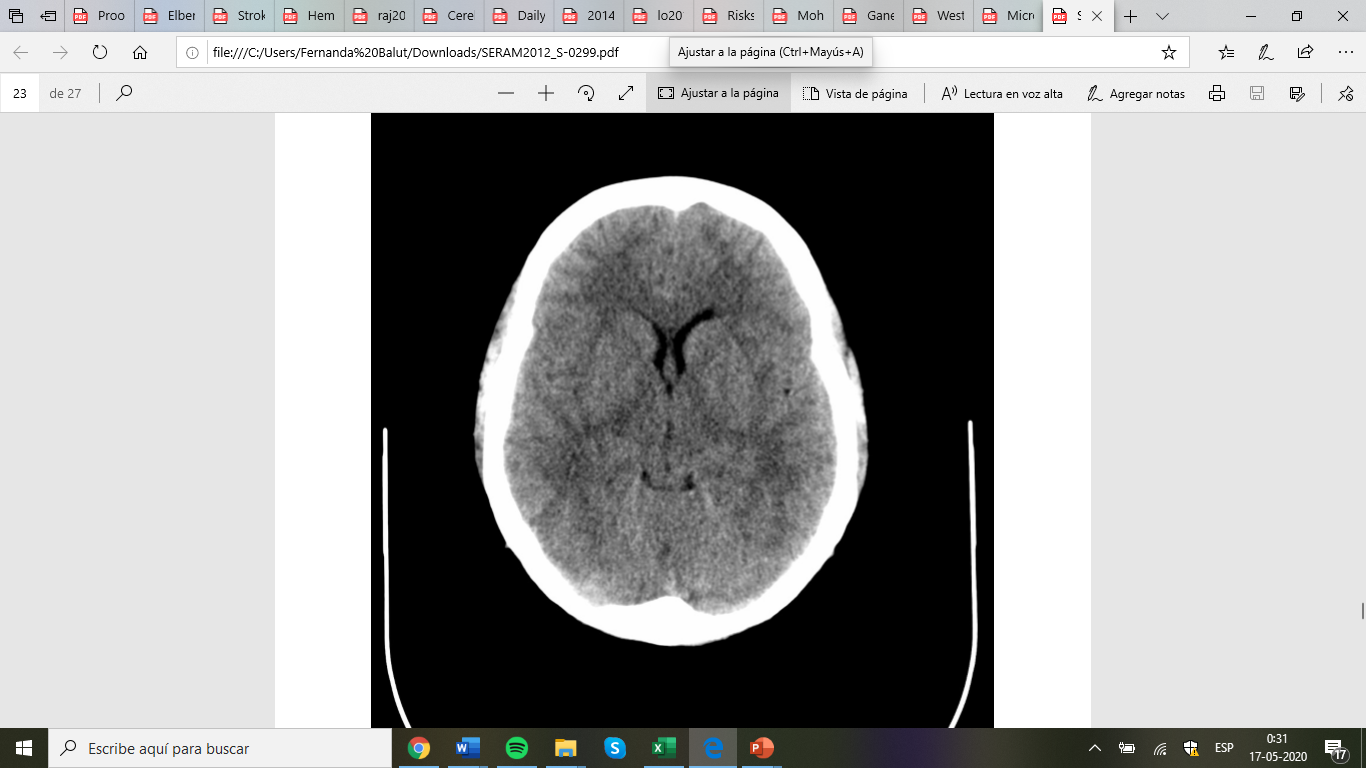 Proo
Elber
Strok
Hem
raj20
Cere
Daily
2014
lo20
Risks
Moh
Gane
West
Micr
S
file:///C:/Users/Fernanda%20Balut/Downloads/SERAM2012_S-0299.pdf
Ajustar a la página (Ctrl+Mayús+A)
23 de 27
Ajustar a la página
Vista de página
Lectura en voz alta
Agregar notas
Escribe aquí para buscar
ESP
0:31
17-05-2020
17